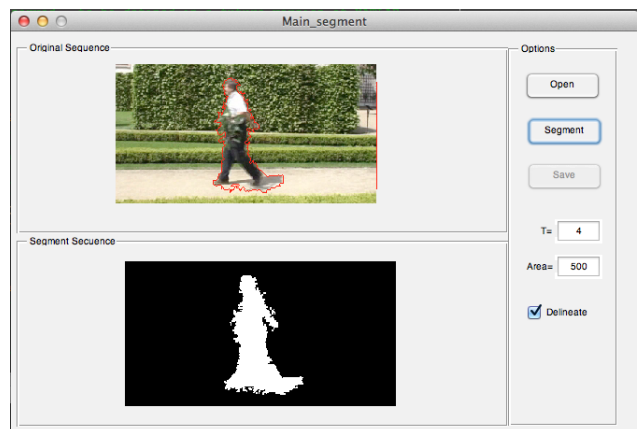 Main_segment
Original Sequence
Options
Open
Segment
Save
T= 4
Area= 500
Delineate
Segment Secuence